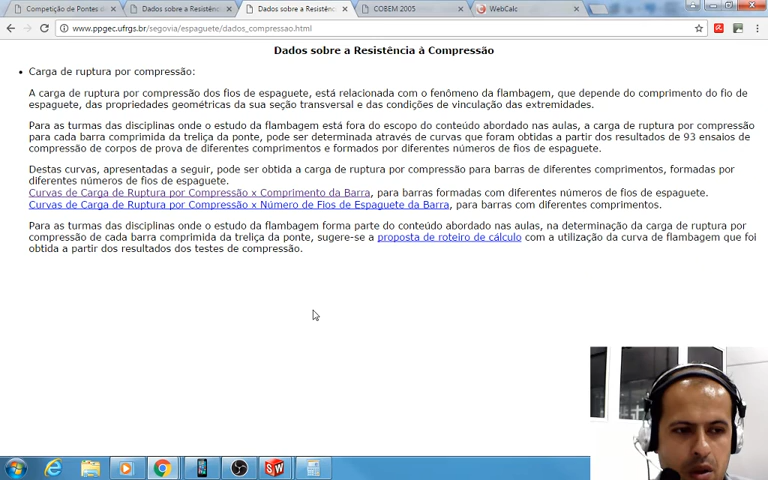 Competição de Pontes d
Dados sobre a Resistênc
Dados sobre a Resistênc
COBEM 2005
WebCalc
www.ppgec.ufrgs.br/segovia/espaguete/dados_compressao.html
Dados sobre a Resistência à Compressão
• Carga de ruptura por compressão:
A carga de ruptura por compressão dos fios de espaguete, está relacionada com o fenômeno da flambagem, que depende do comprimento do fio de
espaguete, das propriedades geométricas da sua seção transversal e das condições de vinculação das extremidades.
Para as turmas das disciplinas onde o estudo da flambagem está fora do escopo do conteúdo abordado nas aulas, a carga de ruptura por compressão
para cada barra comprimida da treliça da ponte, pode ser determinada através de curvas que foram obtidas a partir dos resultados de 93 ensaios de
compressão de corpos de prova de diferentes comprimentos e formados por diferentes números de fios de espaguete.
Destas curvas, apresentadas a seguir, pode ser obtida a carga de ruptura por compressão para barras de diferentes comprimentos, formadas por
diferentes números de fios de espaguete.
Curvas de Carga de Ruptura por Compressão x Comprimento da Barra, para barras formadas com diferentes números de fios de espaguete.
Curvas de Carga de Ruptura por Compressão x Número de Fios de Espaguete da Barra, para barras com diferentes comprimentos.
Para as turmas das disciplinas onde o estudo da flambagem forma parte do conteúdo abordado nas aulas, na determinação da carga de ruptura por
compressão de cada barra comprimida da treliça da ponte, sugere-se a proposta de roteiro de cálculo com a utilização da curva de flambagem que foi
obtida a partir dos resultados dos testes de compressão.